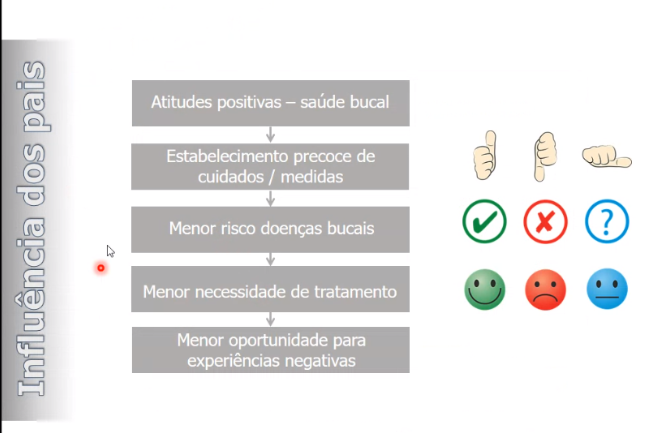 Influência dos pais
Atitudes positivas – saúde bucal
Estabelecimento precoce de
cuidados / medidas
Menor risco doenças bucais
Menor necessidade de tratamento
Menor oportunidade para
experiências negativas
?